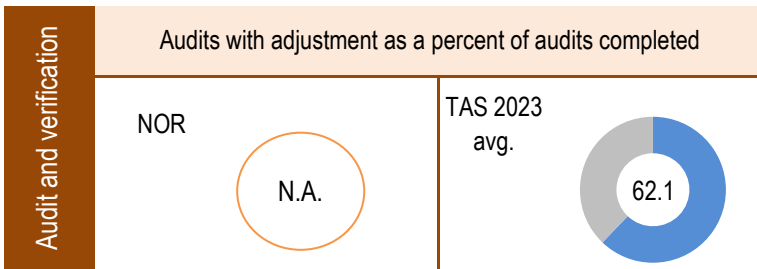 Audit and verification
Audits with adjustment as a percent of audits completed
NOR
N.A.
TAS 2023
avg.
62.1